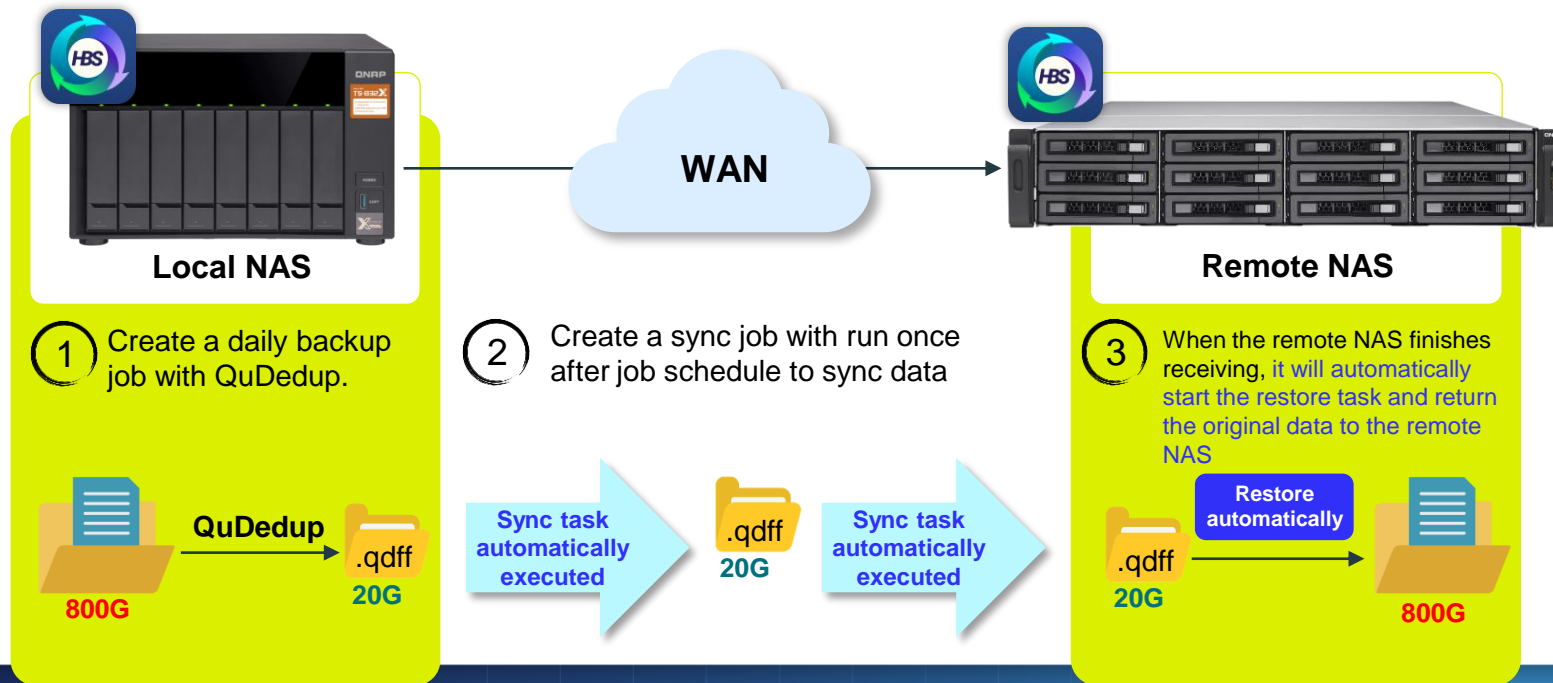 HBS
QNAP
TS-832X
HBS
WAN
Local NAS
Remote NAS
1
Create a daily backup
job with QuDedup.
2
Create a sync job with run once
after job schedule to sync data
3
When the remote NAS finishes
receiving, it will automatically
start the restore task and return
the original data to the remote
NAS
QuDedup
.qdff
800G
20G
Sync task
automatically
executed
.qdff
20G
Sync task
automatically
executed
Restore
automatically
.qdff
20G
800G